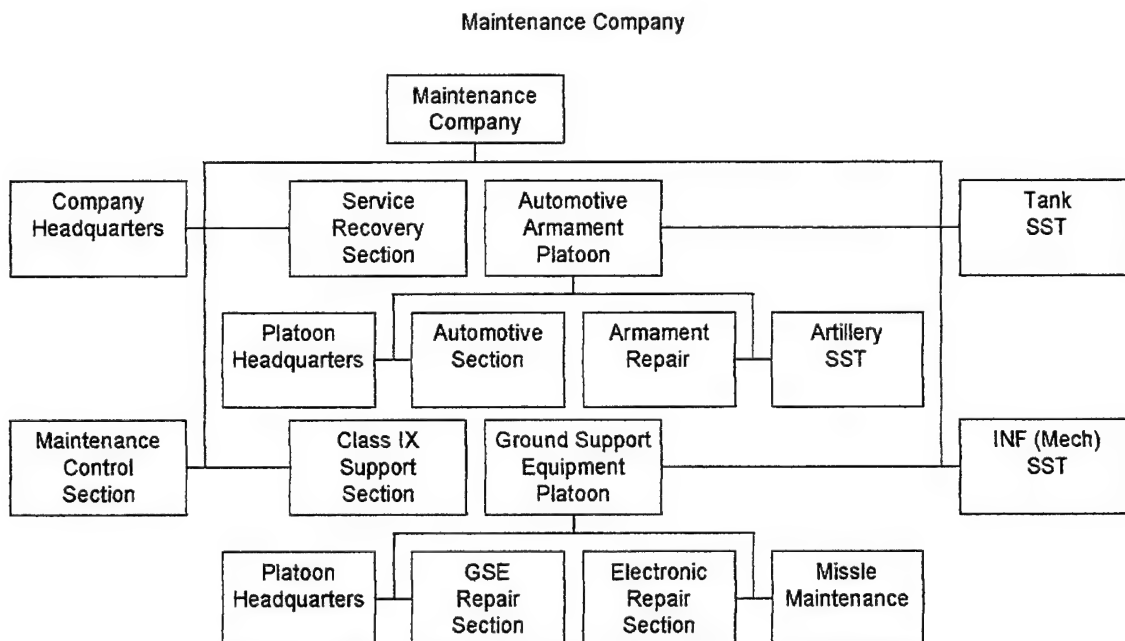 Maintenance Company
Maintenance
Company
Company
Headquarters
Service
Recovery
Section
Automotive
Armament
Platoon
Tank
SST
Platoon
Headquarters
Automotive
Section
Armament
Repair
Artillery
SST
Maintenance
Control
Section
Class IX
Support
Section
Ground Support
Equipment
Platoon
INF (Mech)
SST
Platoon
Headquarters
GSE
Repair
Section
Electronic
Repair
Section
Missle
Maintenance